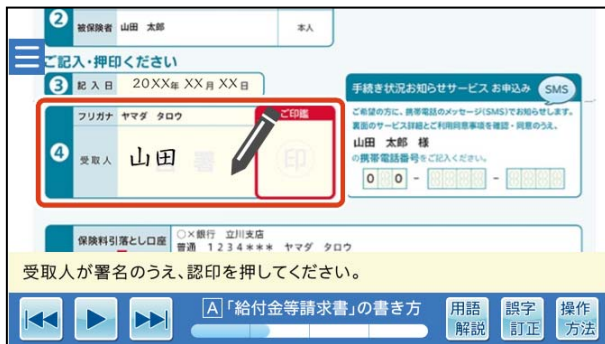 2 被保険者 山田 太郎 本人
ご記入・押印ください
3 記入日 20XX年 XX月 XX日
4 フリガナ ヤマダ タロウ
受取人 山田 署
ご印鑑
印
手続き状況お知らせサービス お申込み SMS
ご希望の方に、携帯電話のメッセージ(SMS)でお知らせします。
裏面のサービス詳細とご利用同意事項を確認・同意のうえ、
山田 太郎 様
の携帯電話番号をご記入ください。
0 0 - -
保険料引落とし口座 ○×銀行 立川支店
普通 1234*** ヤマダ タロウ
受取人が署名のうえ、認印を押してください。
A「給付金等請求書」の書き方
用語
解説
誤字
訂正
操作
方法